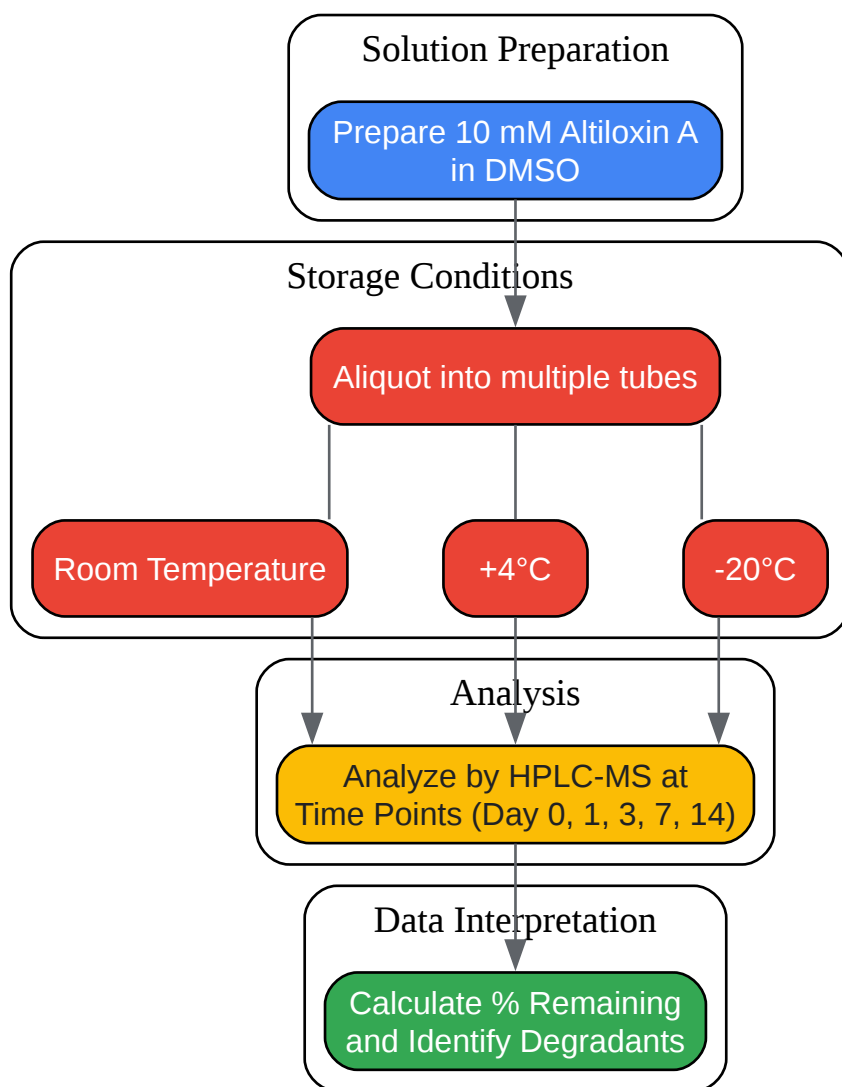 Solution Preparation
Prepare 10 mM Altiloxin A
in DMSO
Storage Conditions
Aliquot into multiple tubes
Room Temperature
+4°C
-20°C
Analysis
Analyze by HPLC-MS at
Time Points (Day 0, 1, 3, 7, 14)
Data Interpretation
Calculate % Remaining
and Identify Degradants